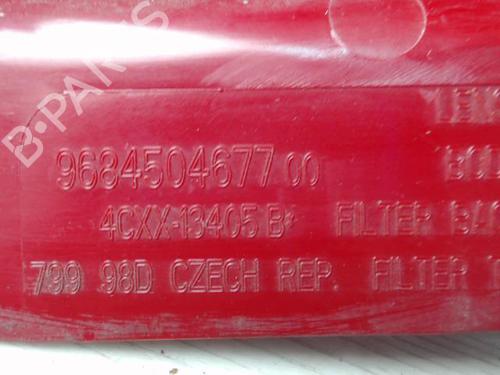 B-PARTS
9684504677 00
4CXX-13405 B FILTER
799 98D CZECH REP. FILTER